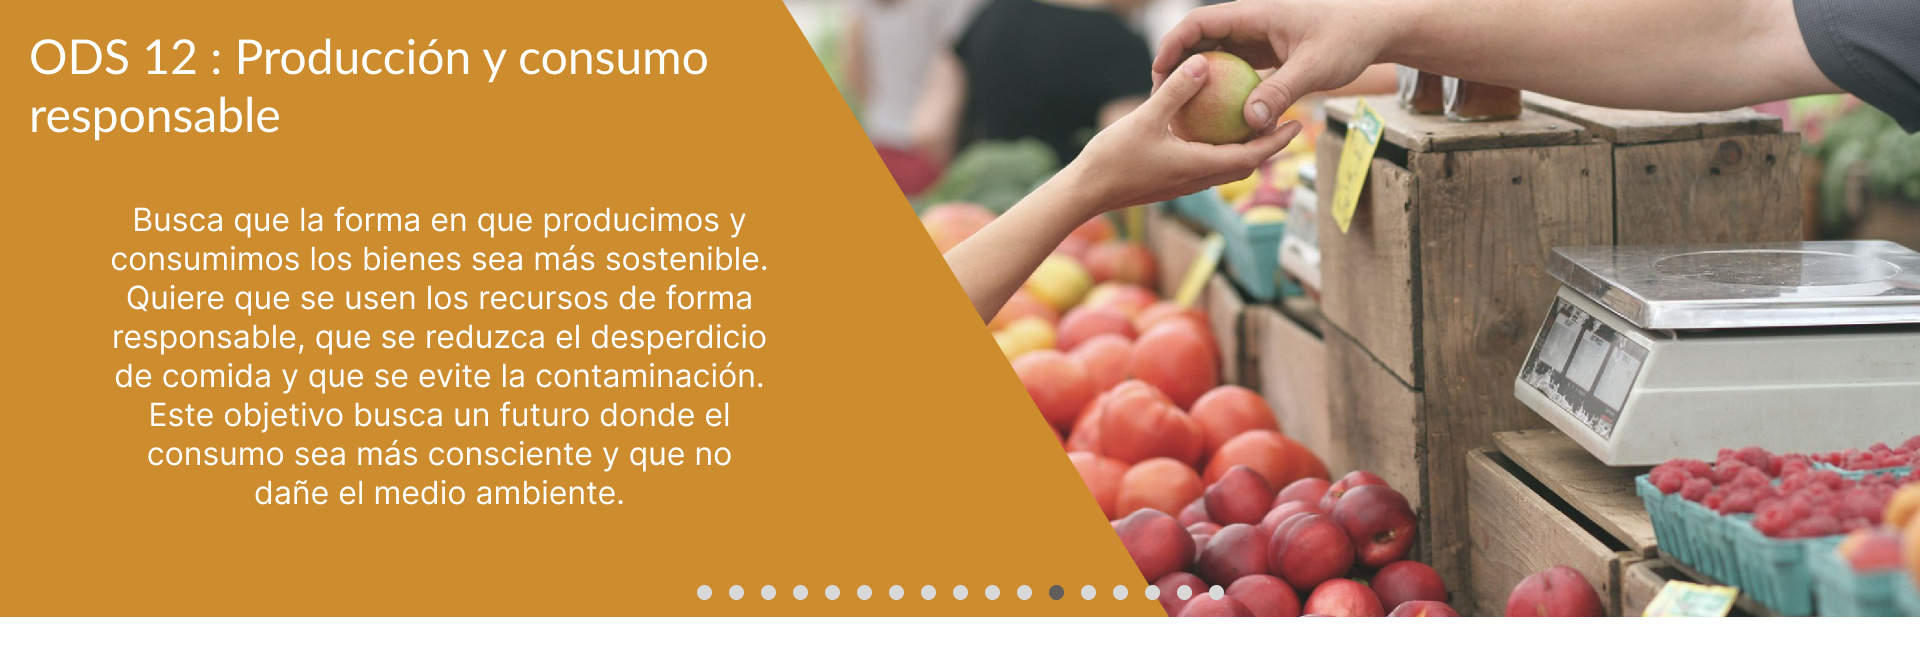 ODS 12 : Producción y consumo
responsable
Busca que la forma en que producimos y
consumimos los bienes sea más sostenible.
Quiere que se usen los recursos de forma
responsable, que se reduzca el desperdicio
de comida y que se evite la contaminación.
Este objetivo busca un futuro donde el
consumo sea más consciente y que no
dañe el medio ambiente.